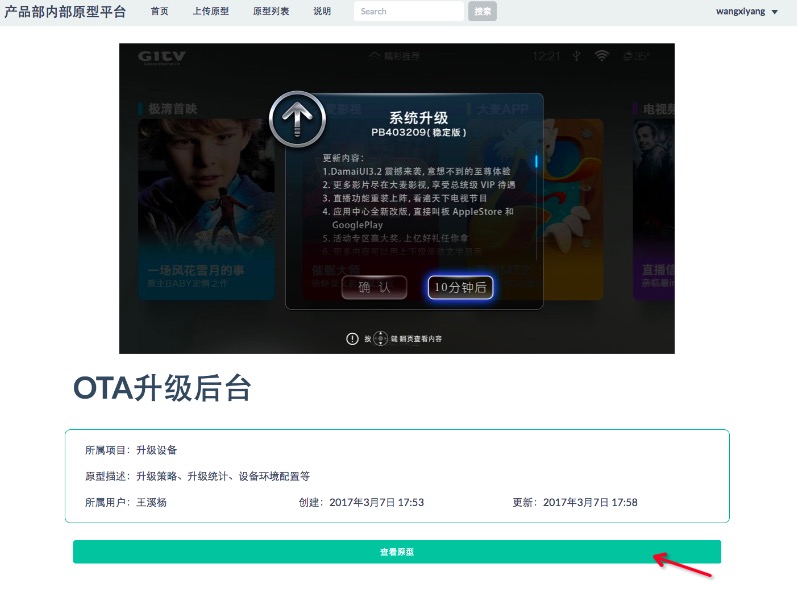 产品部内部原型平台 首页 上传原型 原型列表 说明 Search 搜索 wangxiyang
GITV 精彩推荐 12:21 35°
极清首映 影视 大麦APP 电视频
系统升级
PB403209(稳定版)
更新内容：
1.DamaiUI3.2 震撼来袭, 意想不到的至尊体验
2. 更多影片尽在大麦影视, 享受总统级 VIP 待遇
3. 直播功能重装上阵, 看遍天下电视节目
4. 应用中心全新改版, 直接叫板 AppleStore 和
GooglePlay
5. 活动专区赢大奖, 上亿好礼任你拿
一场风花雪月的事
直播信
确 认 10分钟后
按 键翻页查看内容
OTA升级后台
所属项目： 升级设备
原型描述： 升级策略、升级统计、设备环境配置等
所属用户： 王溪杨 创建： 2017年3月7日 17:53 更新： 2017年3月7日 17:58
查看原型